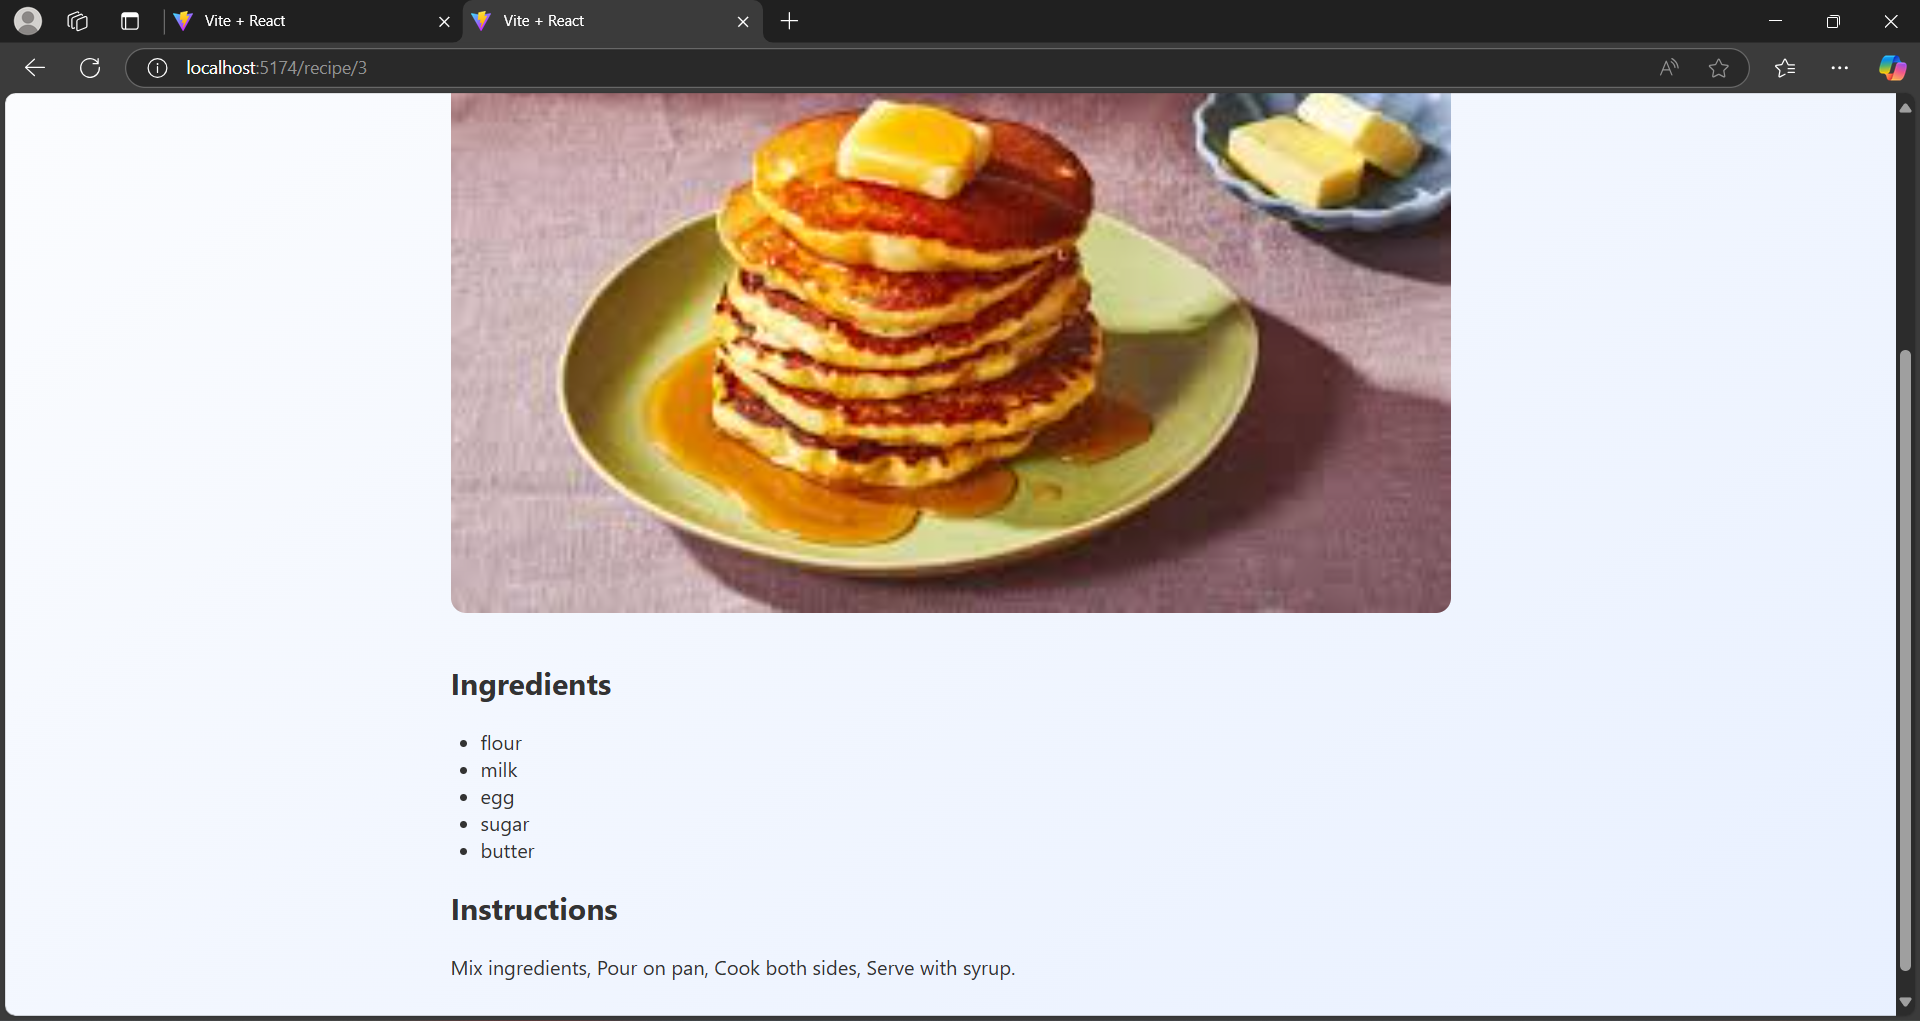 Vite + React
Vite + React
localhost:5174/recipe/3
Ingredients
flour
milk
egg
sugar
butter
Instructions
Mix ingredients, Pour on pan, Cook both sides, Serve with syrup.